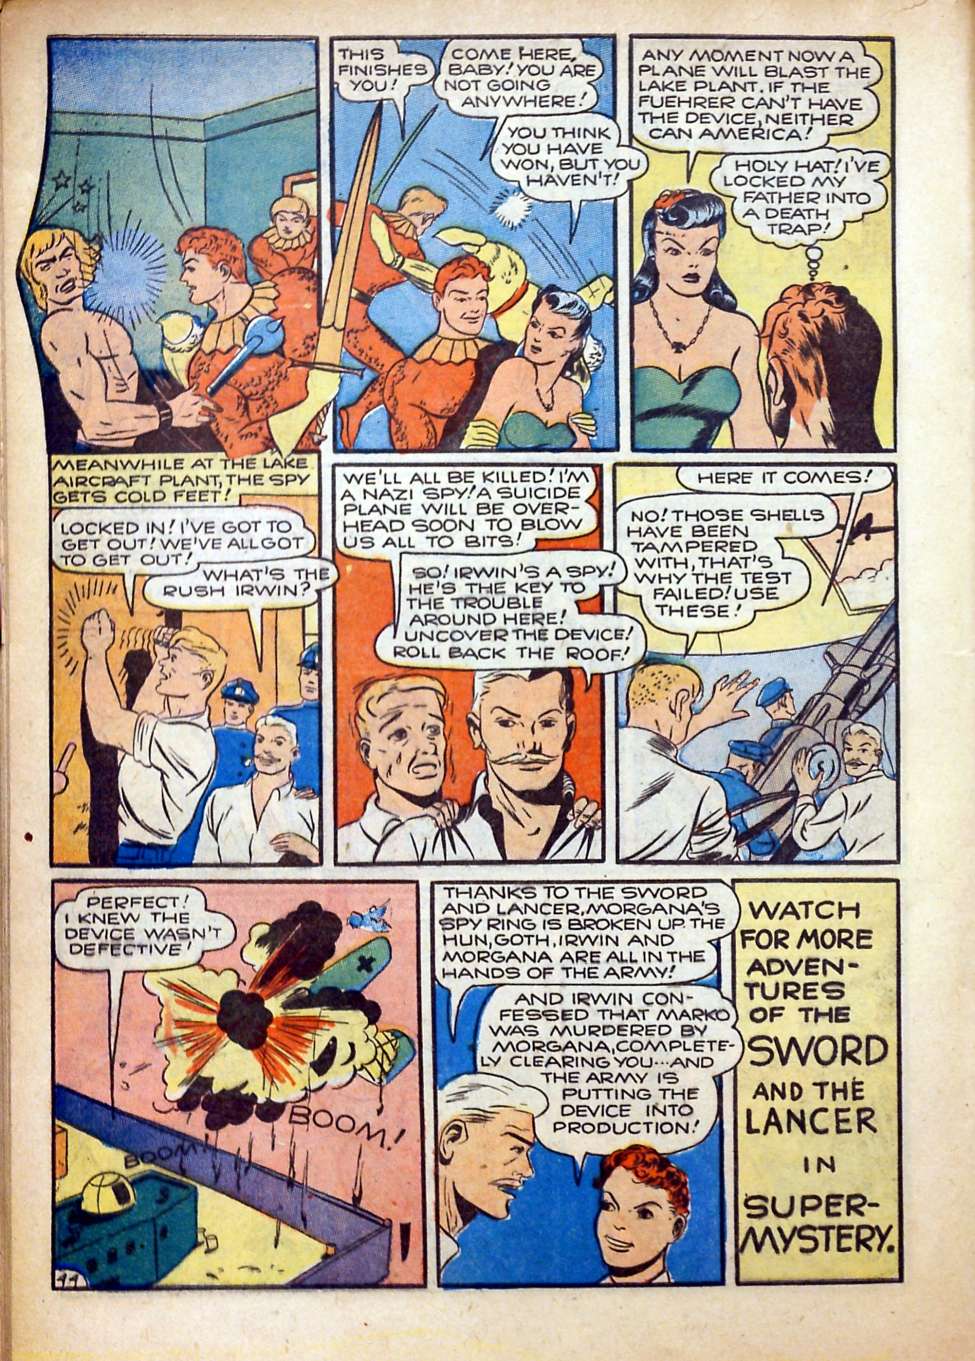 THIS
FINISHES
YOU!
COME HERE,
BABY! YOU ARE
NOT GOING
ANYWHERE!
YOU THINK
YOU HAVE
WON, BUT YOU
HAVEN'T!
ANY MOMENT NOW A
PLANE WILL BLAST THE
LAKE PLANT. IF THE
FUEHRER CAN'T HAVE
THE DEVICE, NEITHER
CAN AMERICA!
HOLY HAT! I'VE
LOCKED MY
FATHER INTO
A DEATH
TRAP!
MEANWHILE AT THE LAKE
AIRCRAFT PLANT, THE SPY
GETS COLD FEET!
LOCKED IN! I'VE GOT TO
GET OUT! WE'VE ALL GOT
TO GET OUT!
WHAT'S THE
RUSH IRWIN?
WE'LL ALL BE KILLED! I'M
A NAZI SPY! A SUICIDE
PLANE WILL BE OVER-
HEAD SOON TO BLOW
US ALL TO BITS!
SO! IRWIN'S A SPY!
HE'S THE KEY TO
THE TROUBLE
AROUND HERE!
UNCOVER THE DEVICE!
ROLL BACK THE ROOF!
HERE IT COMES!
NO! THOSE SHELLS
HAVE BEEN
TAMPERED
WITH, THAT'S
WHY THE TEST
FAILED! USE
THESE!
PERFECT!
I KNEW THE
DEVICE WASN'T
DEFECTIVE!
BOOM!
BOOM!
44
THANKS TO THE SWORD
AND LANCER, MORGANA'S
SPY RING IS BROKEN UP. THE
HUN, GOTH, IRWIN AND
MORGANA ARE ALL IN THE
HANDS OF THE ARMY!
AND IRWIN CON-
FESSED THAT MARKO
WAS MURDERED BY
MORGANA, COMPLETE-
LY CLEARING YOU...AND
THE ARMY IS
PUTTING THE
DEVICE INTO
PRODUCTION!
WATCH
FOR MORE
ADVEN-
TURES
OF THE
SWORD
AND THE
LANCER
IN
SUPER-
MYSTERY.